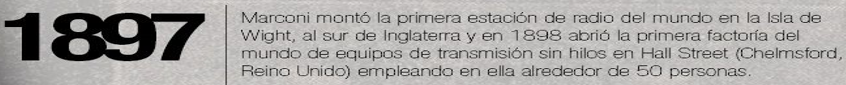 1897
Marconi montó la primera estación de radio del mundo en la Isla de
Wight, al sur de Inglaterra y en 1898 abrió la primera factoría del
mundo de equipos de transmisión sin hilos en Hall Street (Chelmsford,
Reino Unido) empleando en ella alrededor de 50 personas.